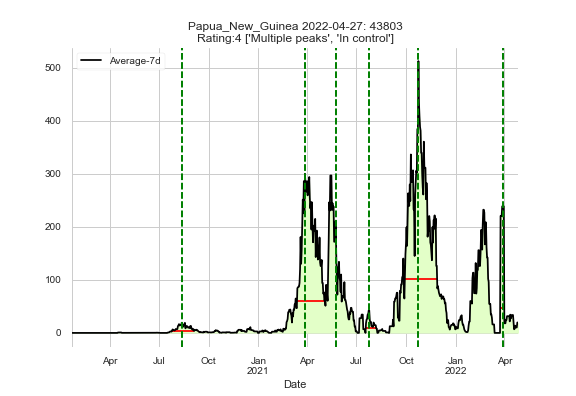 Papua_New_Guinea 2022-04-27: 43803
Rating:4 ['Multiple peaks', 'In control']
Average-7d
500
400
300
200
100
0
Apr Jul Oct Jan Apr Jul Oct Jan Apr
2021 2022
Date